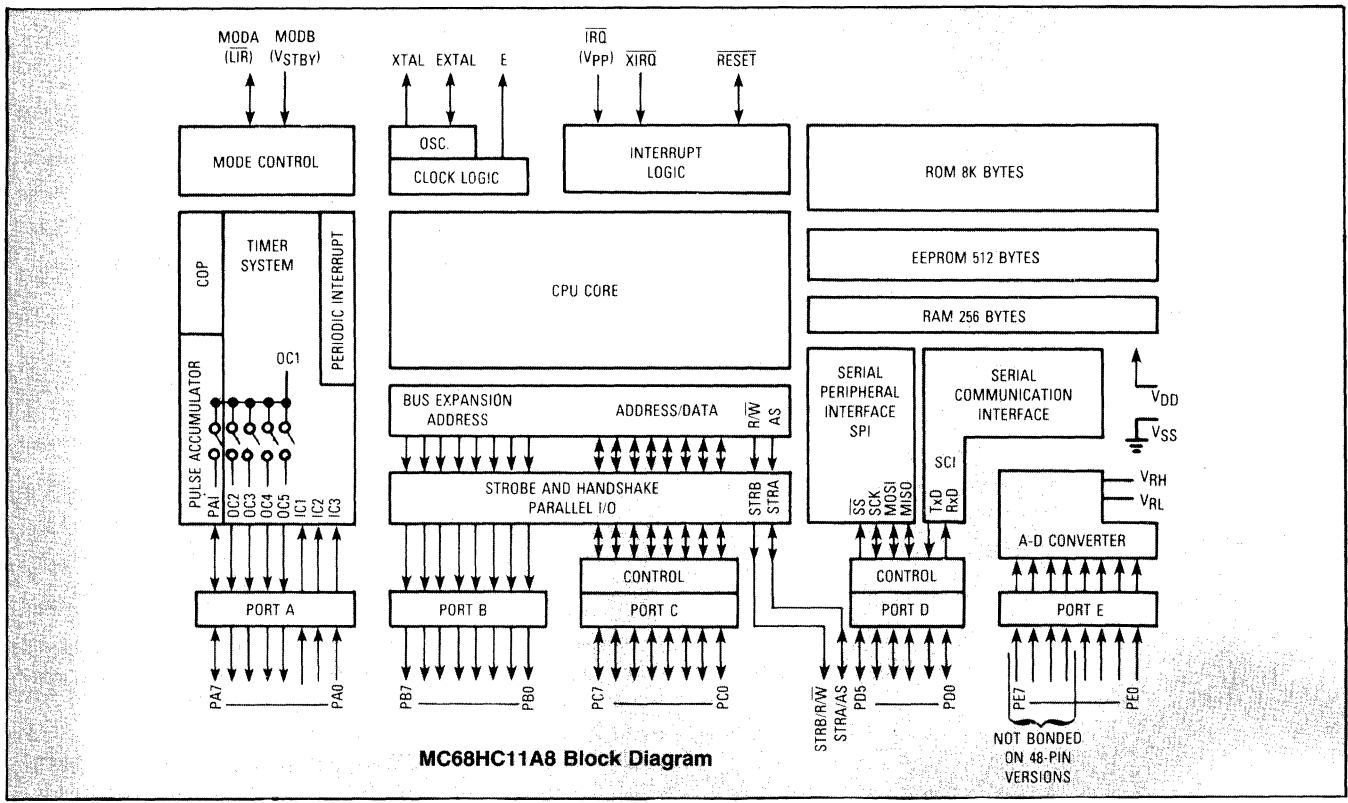 MODA
(LIR)
MODB
(VSTBY)
XTAL EXTAL E
IRQ
(VPP)
XIRQ
RESET
MODE CONTROL
OSC.
CLOCK LOGIC
INTERRUPT
LOGIC
ROM 8K BYTES
COP
TIMER
SYSTEM
PERIODIC INTERRUPT
CPU CORE
EEPROM 512 BYTES
RAM 256 BYTES
PULSE ACCUMULATOR
OC1
PAI
OC2
OC3
OC4
OC5
IC1
IC2
IC3
BUS EXPANSION
ADDRESS
ADDRESS/DATA
R/W
AS
STROBE AND HANDSHAKE
PARALLEL I/O
STRB
STRA
SERIAL
PERIPHERAL
INTERFACE
SPI
SS
SCK
MOSI
MISO
SERIAL
COMMUNICATION
INTERFACE
SCI
TxD
RxD
VDD
VSS
VRH
VRL
A-D CONVERTER
CONTROL
CONTROL
PORT A
PORT B
PORT C
PORT D
PORT E
PA7
PA0
PB7
PB0
PC7
PC0
STRB/R/W
STRA/AS
PD5
PD0
PE7
PE0
NOT BONDED
ON 48-PIN
VERSIONS
MC68HC11A8 Block Diagram